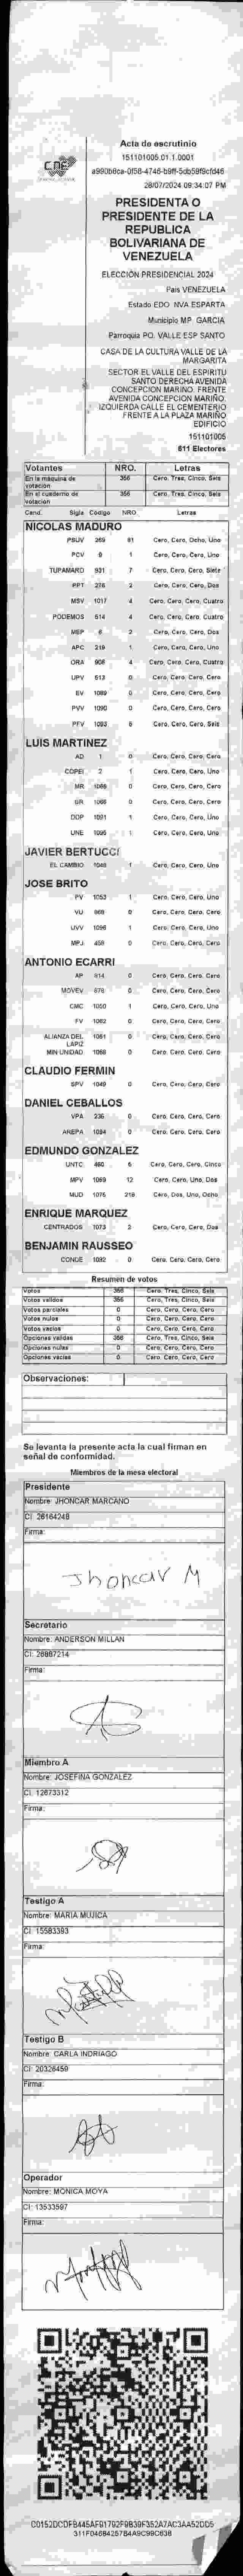 CNE
Acta de escrutinio
151101005.01.1.0001
28/07/2024 09:34:07 PM
PRESIDENTA O
PRESIDENTE DE LA
REPUBLICA
BOLIVARIANA DE
VENEZUELA
ELECCIÓN PRESIDENCIAL 2024
Pais VENEZUELA
Estado EDO. NVA.ESPARTA
Municipio MP. GARCIA
Parroquia PQ. VALLE ESP SANTO
CASA DE LA CULTURA VALLE DE LA
MARGARITA
SECTOR EL VALLE DEL ESPIRITU
SANTO DERECHA AVENIDA
CONCEPCION MARIÑO. FRENTE
AVENIDA CONCEPCION MARIÑO.
IZQUIERDA CALLE EL CEMENTERIO
FRENTE A LA PLAZA MARIÑO
EDIFICIO
151101005
611 Electores
Votantes NRO. Letras
En la máquina de votación 356 Cero, Tres, Cinco, Seis
En el cuaderno de votación 356 Cero, Tres, Cinco, Seis
Cand. Sigla Código NRO. Letras
NICOLAS MADURO
PSUV 269 81 Cero, Cero, Ocho, Uno
PCV 9 1 Cero, Cero, Cero, Uno
TUPAMARO 931 7 Cero, Cero, Cero, Siete
PPT 276 2 Cero, Cero, Cero, Dos
MSV 1017 4 Cero, Cero, Cero, Cuatro
PODEMOS 614 4 Cero, Cero, Cero, Cuatro
MEP 6 2 Cero, Cero, Cero, Dos
APC 219 1 Cero, Cero, Cero, Uno
ORA 906 4 Cero, Cero, Cero, Cuatro
UPV 513 0 Cero, Cero, Cero, Cero
EV 1089 0 Cero, Cero, Cero, Cero
PVV 1090 0 Cero, Cero, Cero, Cero
PFV 1093 6 Cero, Cero, Cero, Seis
LUIS MARTINEZ
AD 1 0 Cero, Cero, Cero, Cero
COPEI 2 1 Cero, Cero, Cero, Uno
MR 1066 0 Cero, Cero, Cero, Cero
BR 0 Cero, Cero, Cero, Cero
DDP 1091 1 Cero, Cero, Cero, Uno
UNE 1095 1 Cero, Cero, Cero, Uno
JAVIER BERTUCCI
EL CAMBIO 1048 1 Cero, Cero, Cero, Uno
JOSE BRITO
PV 1053 1 Cero, Cero, Cero, Uno
VU 868 0 Cero, Cero, Cero, Cero
UVV 1096 1 Cero, Cero, Cero, Uno
MPJ 459 0 Cero, Cero, Cero, Cero
ANTONIO ECARRI
AP 814 0 Cero, Cero, Cero, Cero
MOVEV 878 0 Cero, Cero, Cero, Cero
CMC 1050 1 Cero, Cero, Cero, Uno
FV 1062 0 Cero, Cero, Cero, Cero
ALIANZA DEL LAPIZ 1081 0 Cero, Cero, Cero, Cero
MIN UNIDAD 1068 0 Cero, Cero, Cero, Cero
CLAUDIO FERMIN
SPV 1049 0 Cero, Cero, Cero, Cero
DANIEL CEBALLOS
VPA 236 0 Cero, Cero, Cero, Cero
AREPA 1094 0 Cero, Cero, Cero, Cero
EDMUNDO GONZALEZ
UNTC 460 5 Cero, Cero, Cero, Cinco
MPV 1069 12 Cero, Cero, Uno, Dos
MUD 1075 218 Cero, Dos, Uno, Ocho
ENRIQUE MARQUEZ
CENTRADOS 1073 2 Cero, Cero, Cero, Dos
BENJAMIN RAUSSEO
CONDE 1092 0 Cero, Cero, Cero, Cero
Resumen de votos
Votos 356 Cero, Tres, Cinco, Seis
Votos validos 356 Cero, Tres, Cinco, Seis
Votos parciales 0 Cero, Cero, Cero, Cero
Votos nulos 0 Cero, Cero, Cero, Cero
Votos vacios 0 Cero, Cero, Cero, Cero
Opciones validas 356 Cero, Tres, Cinco, Seis
Opciones nulas 0 Cero, Cero, Cero, Cero
Opciones vacias 0 Cero, Cero, Cero, Cero
Observaciones:
Se levanta la presente acta la cual firman en
señal de conformidad.
Miembros de la mesa electoral
Presidente
Nombre: JHONCAR MARCANO
CI: 26164248
Firma:
Jhoncar M
Secretario
Nombre: ANDERSON MILLAN
CI: 28887214
Firma:
Miembro A
Nombre: JOSEFINA GONZALEZ
CI: 12673312
Firma:
Testigo A
Nombre: MARIA MUJICA
CI: 15583393
Firma:
Testigo B
Nombre: CARLA INDRIAGO
CI: 20326459
Firma:
Operador
Nombre: MONICA MOYA
CI: 13533597
Firma: